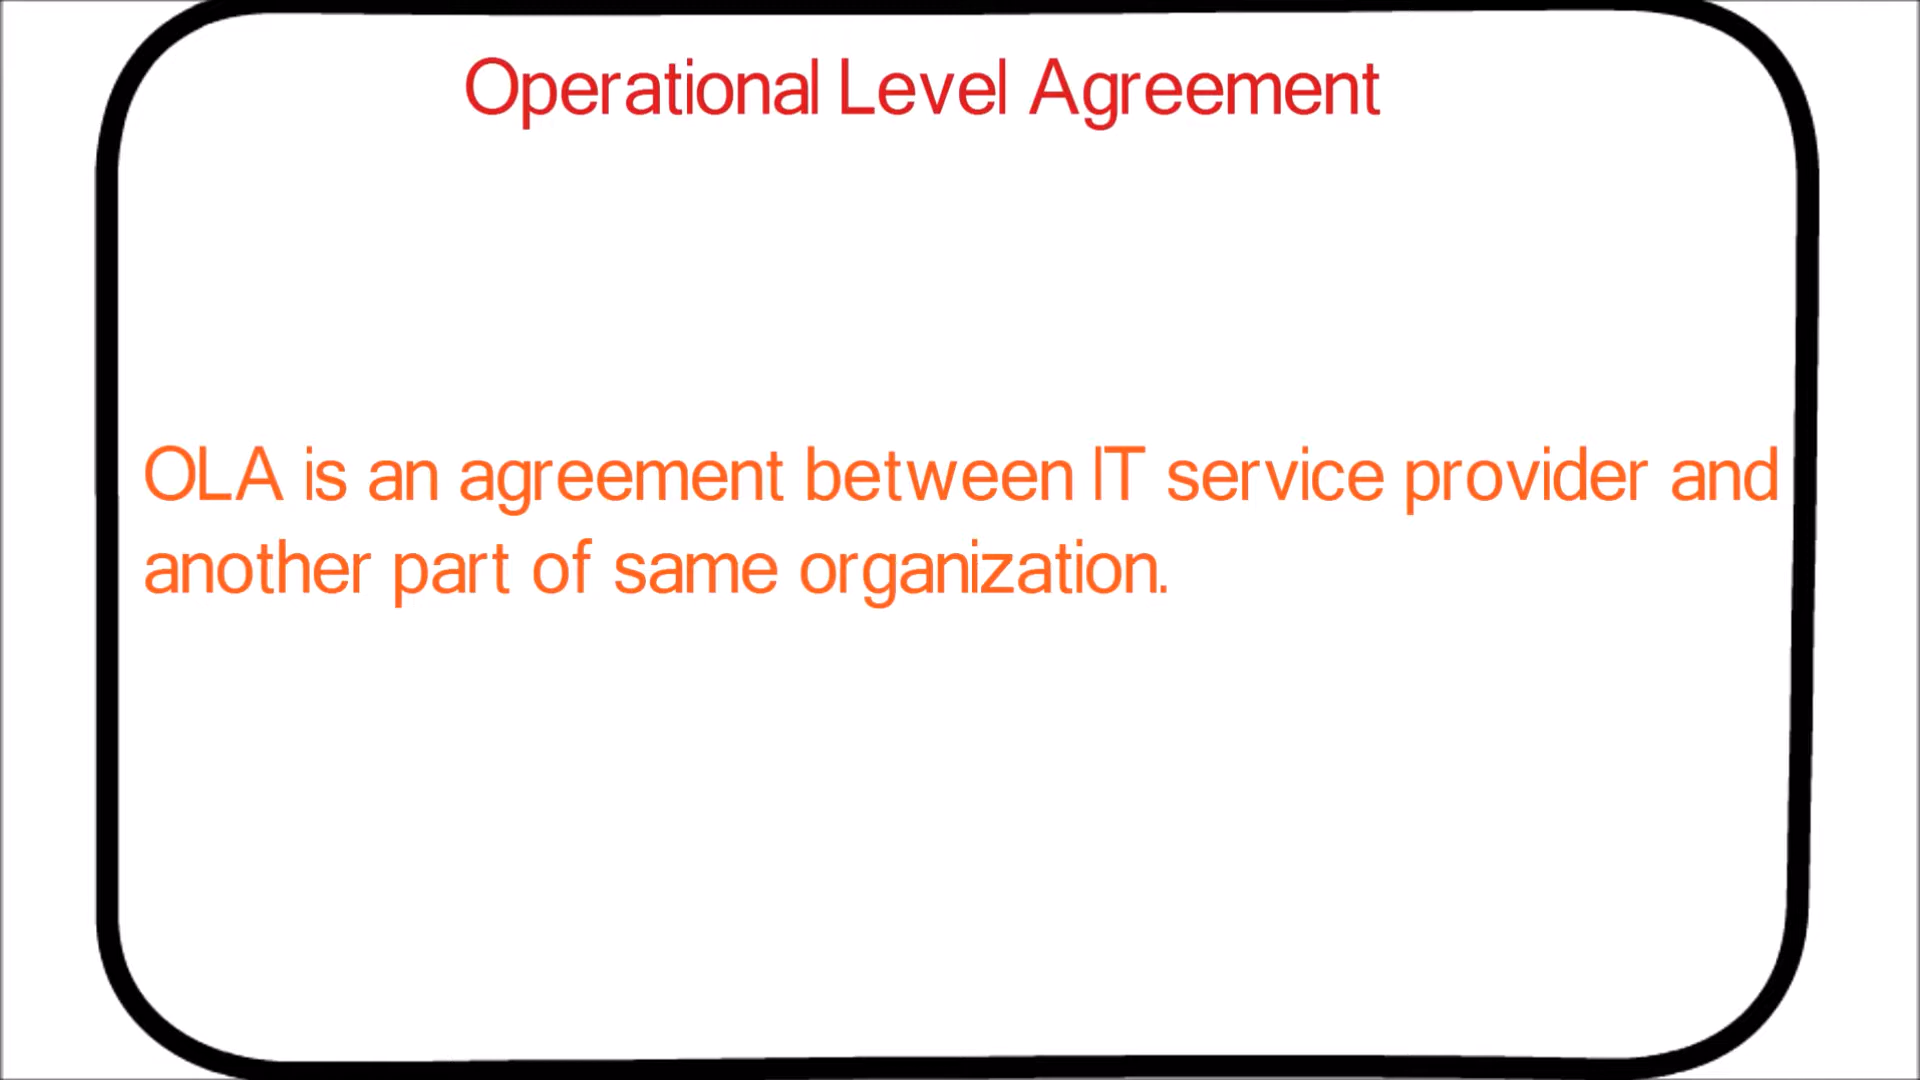 Operational Level Agreement
OLA is an agreement between IT service provider and
another part of same organization.